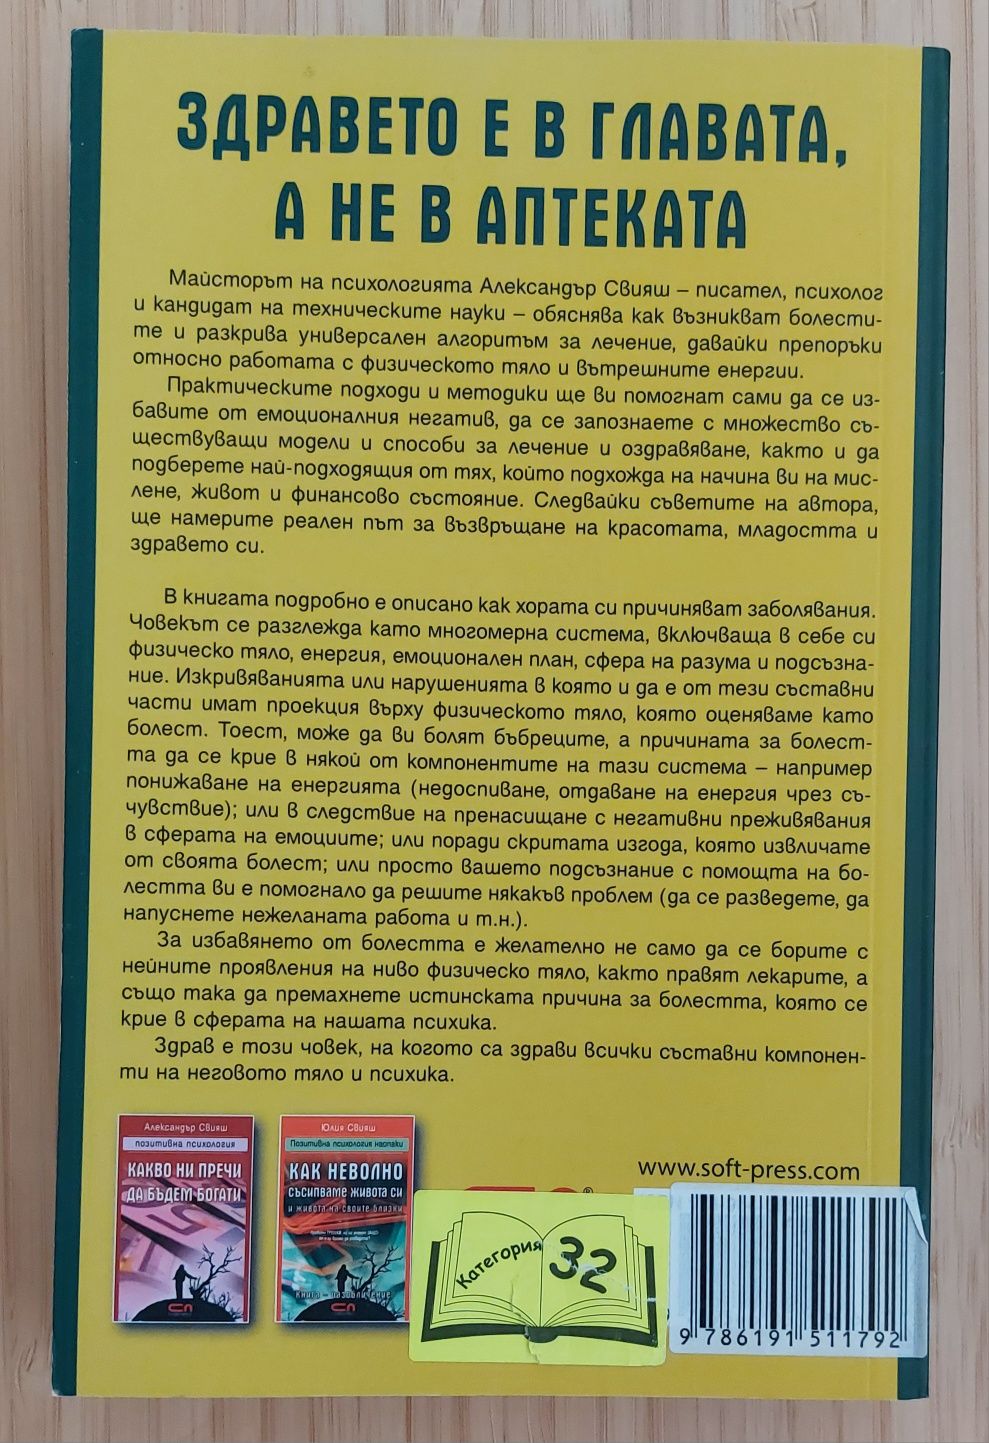 ЗДРАВЕТО Е В ГЛАВАТА,
А НЕ В АПТЕКАТА
Майсторът на психологията Александър Свияш – писател, психолог
и кандидат на техническите науки – обяснява как възникват болести-
те и разкрива универсален алгоритъм за лечение, давайки препоръки
относно работата с физическото тяло и вътрешните енергии.
Практическите подходи и методики ще ви помогнат сами да се из-
бавите от емоционалния негатив, да се запознаете с множество съ-
ществуващи модели и способи за лечение и оздравяване, както и да
подберете най-подходящия от тях, който подхожда на начина ви на мис-
лене, живот и финансово състояние. Следвайки съветите на автора,
ще намерите реален път за възвръщане на красотата, младостта и
здравето си.
В книгата подробно е описано как хората си причиняват заболявания.
Човекът се разглежда като многомерна система, включваща в себе си
физическо тяло, енергия, емоционален план, сфера на разума и подсъзна-
ние. Изкривяванията или нарушенията в която и да е от тези съставни
части имат проекция върху физическото тяло, която оценяваме като
болест. Тоест, може да ви болят бъбреците, а причината за болест-
та да се крие в някой от компонентите на тази система – например
понижаване на енергията (недоспиване, отдаване на енергия чрез съ-
чувствие); или в следствие на пренасищане с негативни преживявания
в сферата на емоциите; или поради скритата изгода, която извличате
от своята болест; или просто вашето подсъзнание с помощта на бо-
лестта ви е помогнало да решите някакъв проблем (да се разведете, да
напуснете нежеланата работа и т.н.).
За избавянето от болестта е желателно не само да се борите с
нейните проявления на ниво физическо тяло, както правят лекарите, а
също така да премахнете истинската причина за болестта, която се
крие в сферата на нашата психика.
Здрав е този човек, на когото са здрави всички съставни компонен-
ти на неговото тяло и психика.
Александър Свияш
ПОЗИТИВНА ПСИХОЛОГИЯ
КАКВО НИ ПРЕЧИ
ДА БЪДЕМ БОГАТИ
СП
Юлия Свияш
Позитивна психология наопаки
КАК НЕВОЛНО
СЪСИПВАМЕ ЖИВОТА СИ
И ЖИВОТА НА СВОИТЕ БЛИЗКИ
Книга – разобличение
СП
www.soft-press.com
Категория 32
9 786191 511792